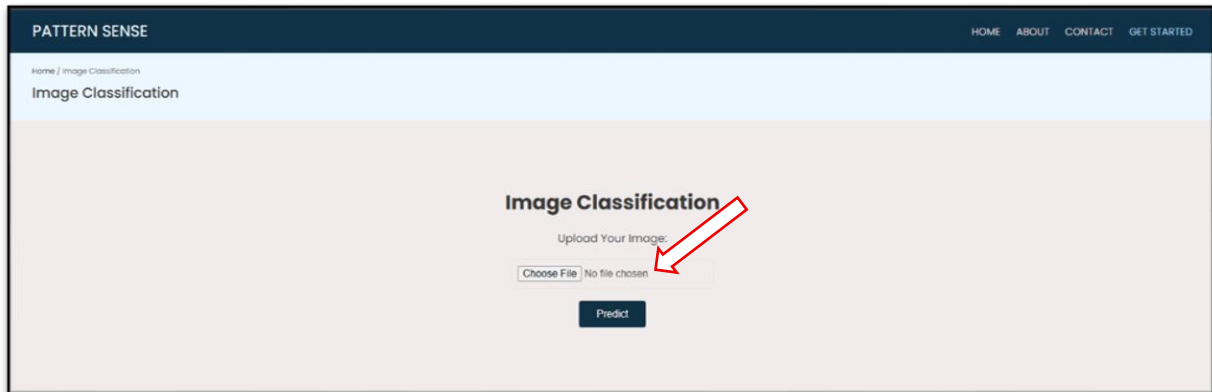 PATTERN SENSE HOME ABOUT CONTACT GET STARTED
Home / Image Classification
Image Classification
Image Classification
Upload Your Image:
Choose File No file chosen
Predict